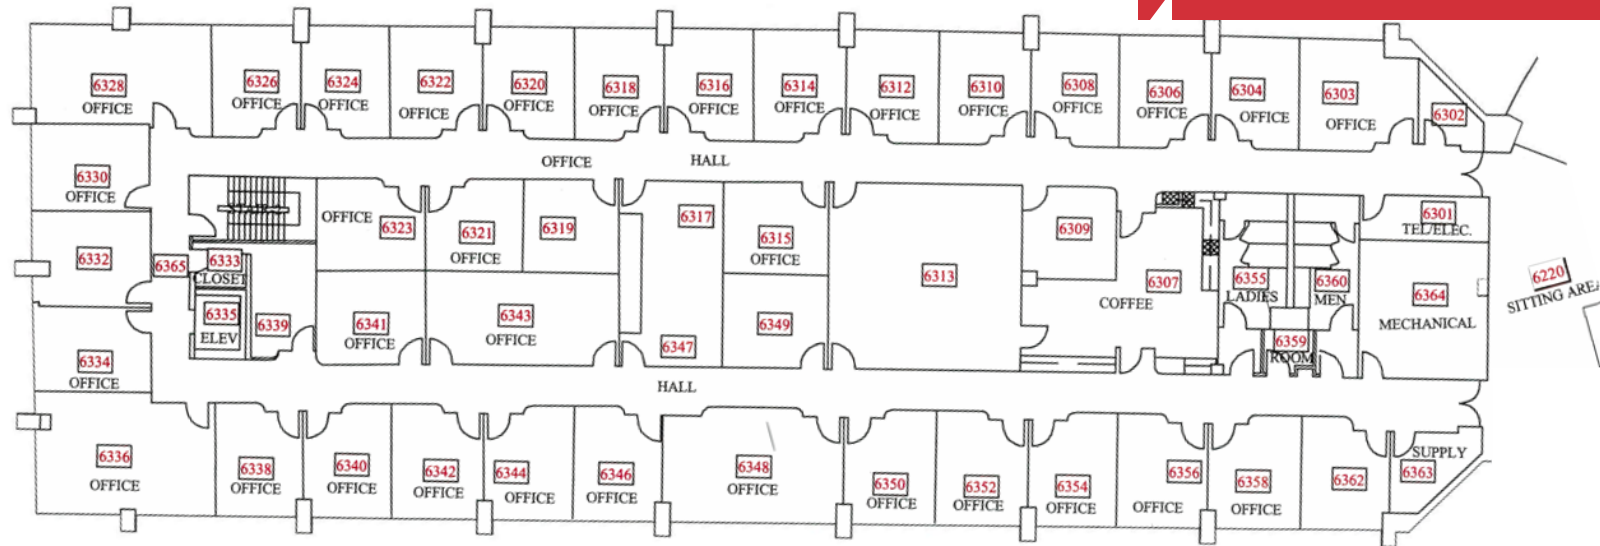 6328
OFFICE
6326
OFFICE
6324
OFFICE
6322
OFFICE
6320
OFFICE
6318
OFFICE
6316
OFFICE
6314
OFFICE
6312
OFFICE
6310
OFFICE
6308
OFFICE
6306
OFFICE
6304
OFFICE
6303
OFFICE
6302
OFFICE
HALL
6330
OFFICE
6332
6365
6333
CLOSET
6335
ELEV
6339
OFFICE
6323
6321
OFFICE
6319
6317
6315
OFFICE
6313
6309
6307
COFFEE
6355
LADIES
6360
MEN
6359
ROOM
6301
TEL/ELEC.
6364
MECHANICAL
6220
SITTING AREA
6341
OFFICE
6343
OFFICE
6347
6349
6334
OFFICE
HALL
6336
OFFICE
6338
OFFICE
6340
OFFICE
6342
OFFICE
6344
OFFICE
6346
OFFICE
6348
OFFICE
6350
OFFICE
6352
OFFICE
6354
OFFICE
6356
OFFICE
6358
OFFICE
6362
SUPPLY
6363